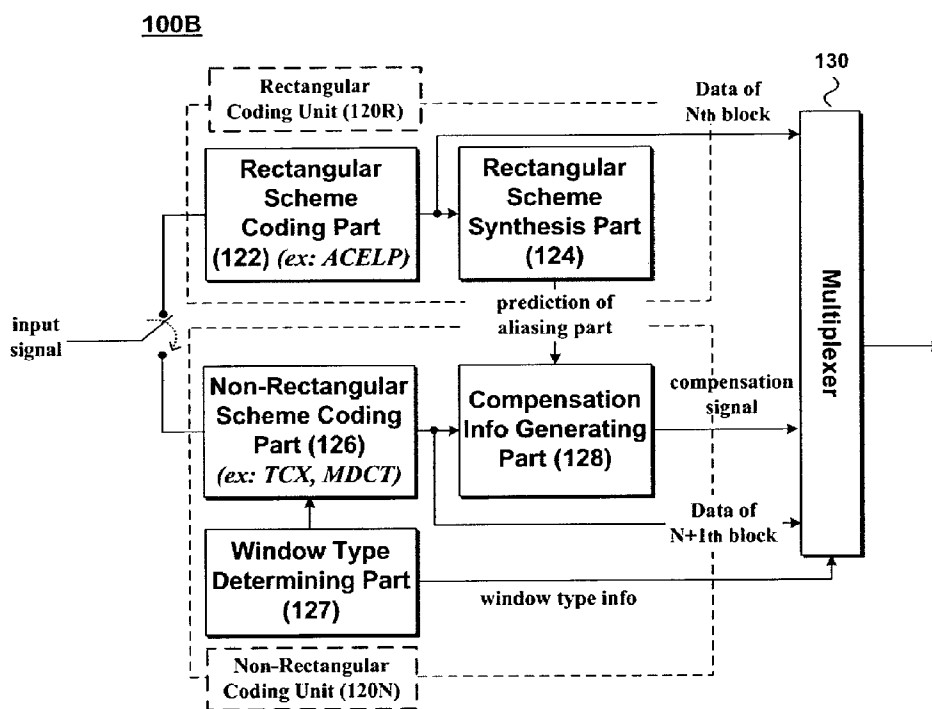 100B
130
Rectangular
Coding Unit (120R)
Data of
Nth block
Rectangular
Scheme
Coding Part
(122) (ex: ACELP)
Rectangular
Scheme
Synthesis Part
(124)
prediction of
aliasing part
input
signal
Non-Rectangular
Scheme Coding
Part (126)
(ex: TCX, MDCT)
Compensation
Info Generating
Part (128)
compensation
signal
Multiplexer
Data of
N+1th block
Window Type
Determining Part
(127)
window type info
Non-Rectangular
Coding Unit (120N)